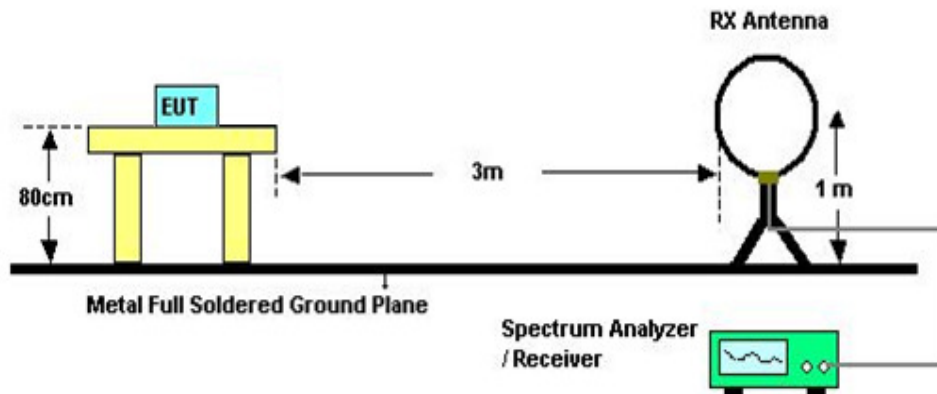 RX Antenna
EUT
3m
80cm
1 m
Metal Full Soldered Ground Plane
Spectrum Analyzer
/ Receiver